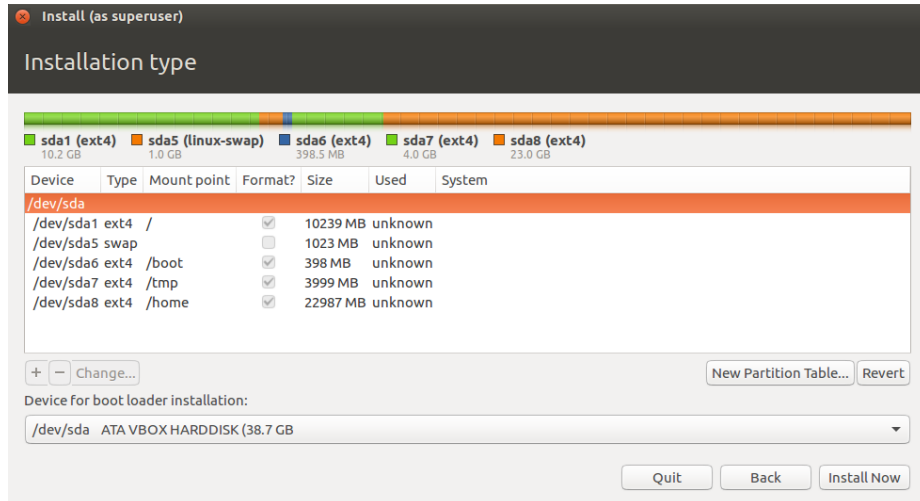 Install (as superuser)
Installation type
sda1 (ext4) sda5 (linux-swap) sda6 (ext4) sda7 (ext4) sda8 (ext4)
10.2 GB 1.0 GB 398.5 MB 4.0 GB 23.0 GB
Device Type Mount point Format? Size Used System
/dev/sda
/dev/sda1 ext4 / 10239 MB unknown
/dev/sda5 swap 1023 MB unknown
/dev/sda6 ext4 /boot 398 MB unknown
/dev/sda7 ext4 /tmp 3999 MB unknown
/dev/sda8 ext4 /home 22987 MB unknown
+ − Change... New Partition Table... Revert
Device for boot loader installation:
/dev/sda ATA VBOX HARDDISK (38.7 GB
Quit Back Install Now